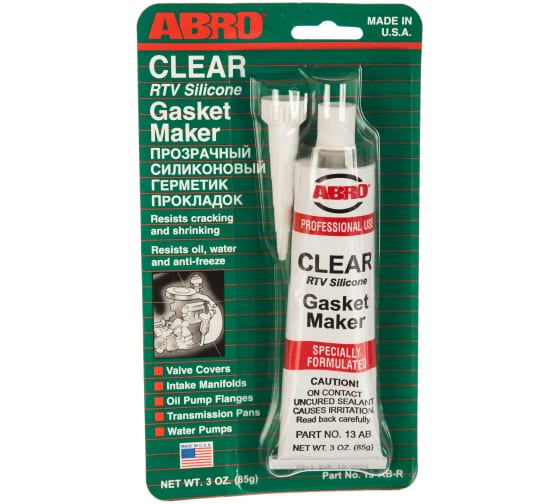 ABRO
MADE IN
U.S.A.
CLEAR
RTV Silicone
Gasket
Maker
ПРОЗРАЧНЫЙ
СИЛИКОНОВЫЙ
ГЕРМЕТИК
ПРОКЛАДОК
Resists cracking
and shrinking
Resists oil, water
and anti-freeze
Valve Covers
Intake Manifolds
Oil Pump Flanges
Transmission Pans
Water Pumps
MADE IN U.S.A.
NET WT. 3 OZ. (85g)
Part No. 13-AB-R
ABRO
PROFESSIONAL USE
CLEAR
RTV Silicone
Gasket
Maker
SPECIALLY
FORMULATED
CAUTION!
ON CONTACT
UNCURED SEALANT
CAUSES IRRITATION.
Read back carefully.
PART NO. 13 AB
NET WT. 3 OZ. (85g)